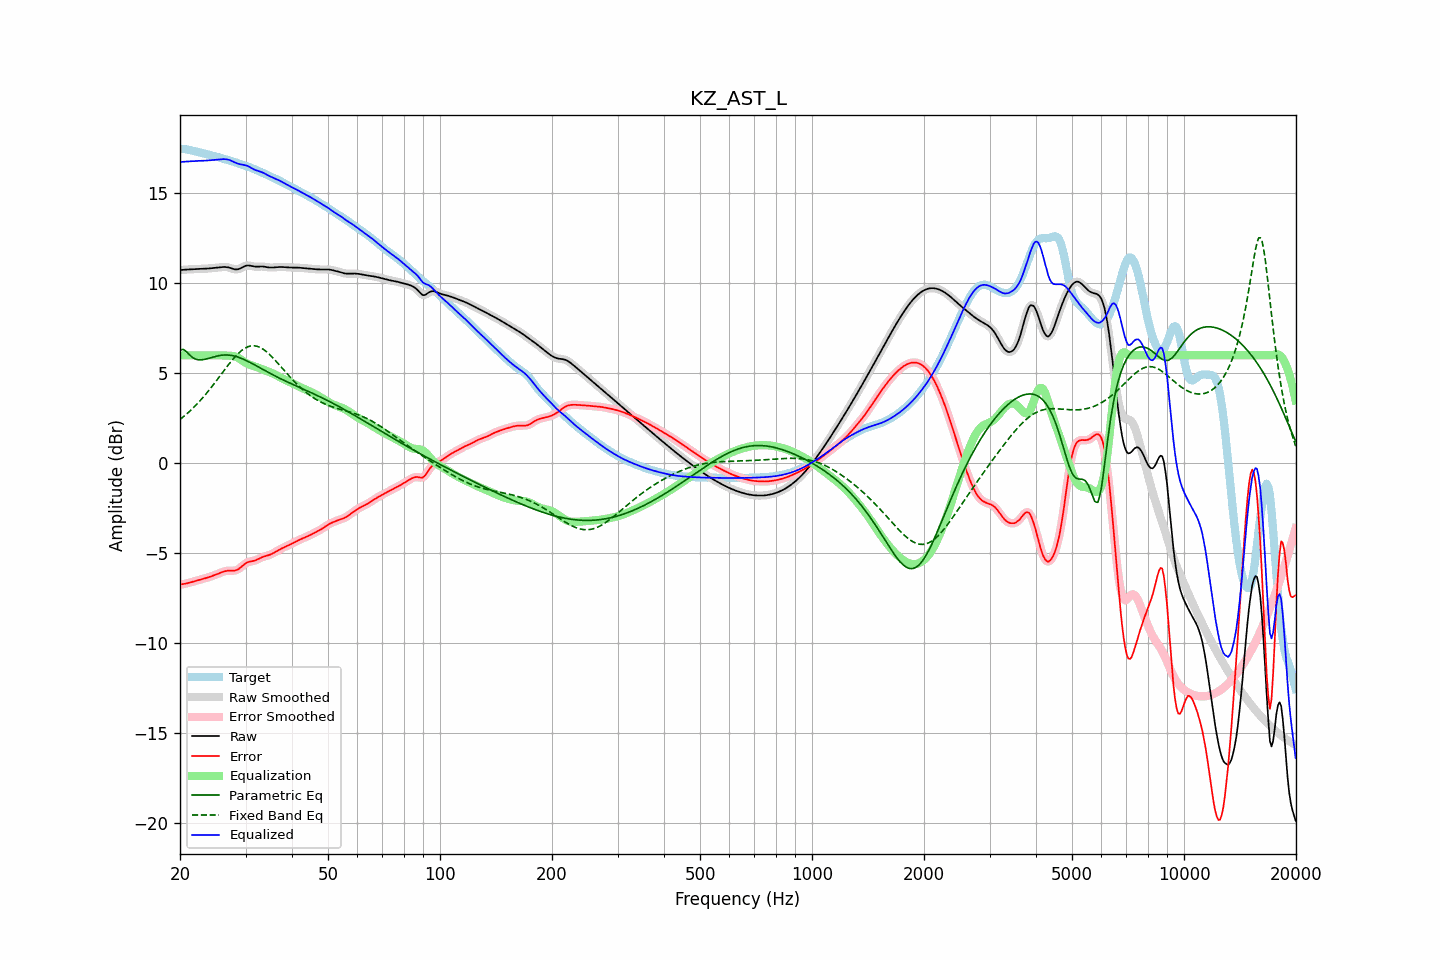 KZ_AST_L
Amplitude (dBr)
15
10
5
0
−5
−10
−15
−20
Target
Raw Smoothed
Error Smoothed
Raw
Error
Equalization
Parametric Eq
Fixed Band Eq
Equalized
20 50 100 200 500 1000 2000 5000 10000 20000
Frequency (Hz)